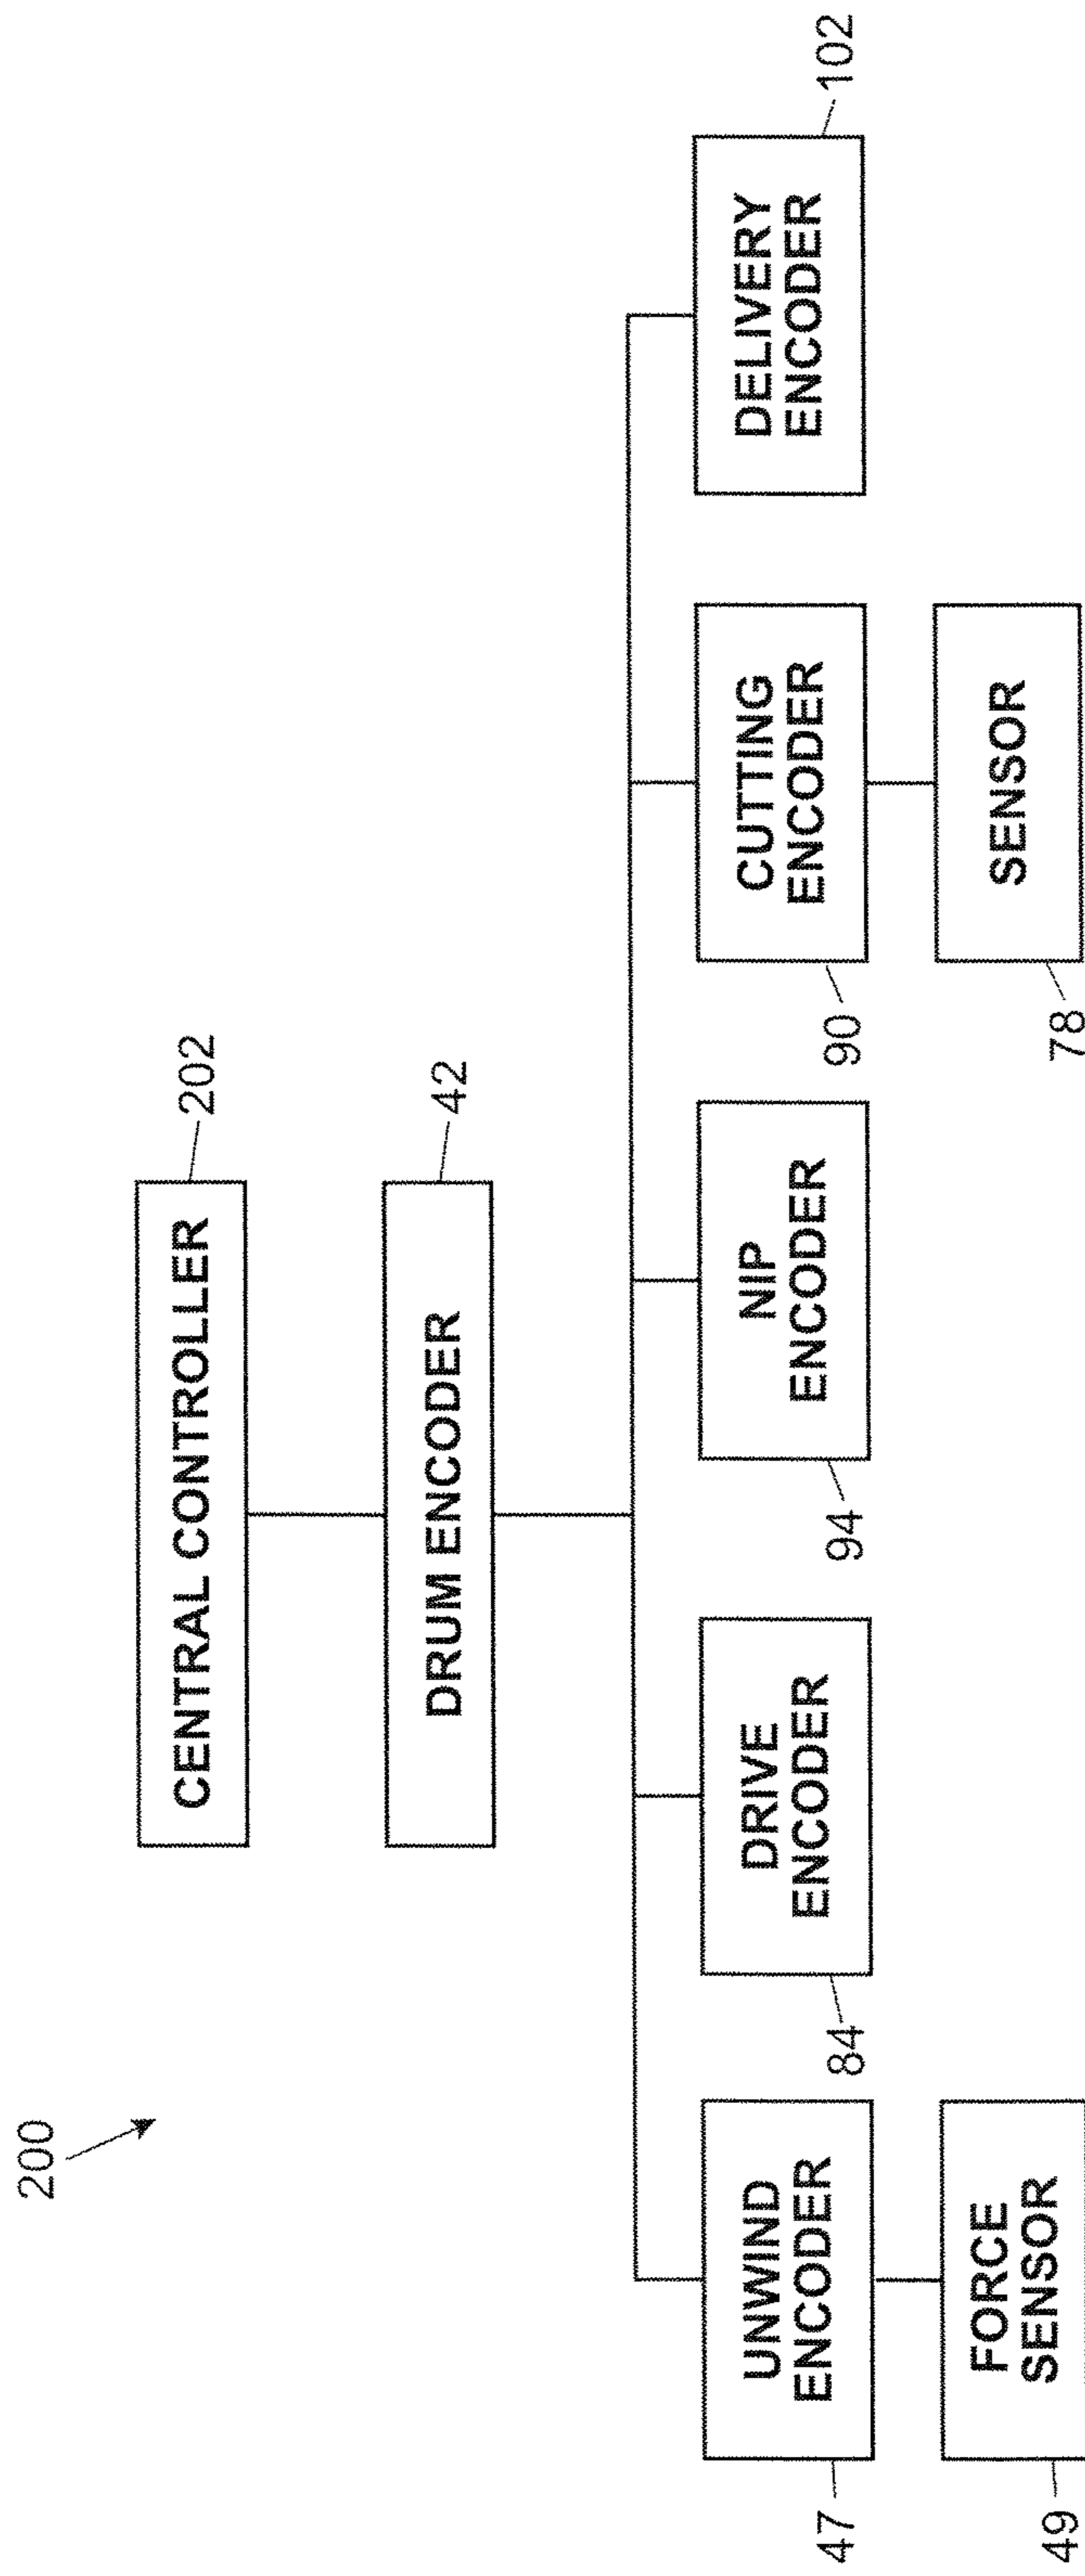 200
CENTRAL CONTROLLER
202
DRUM ENCODER
42
UNWIND
ENCODER
47
DRIVE
ENCODER
84
NIP
ENCODER
94
CUTTING
ENCODER
90
DELIVERY
ENCODER
102
FORCE
SENSOR
49
SENSOR
78